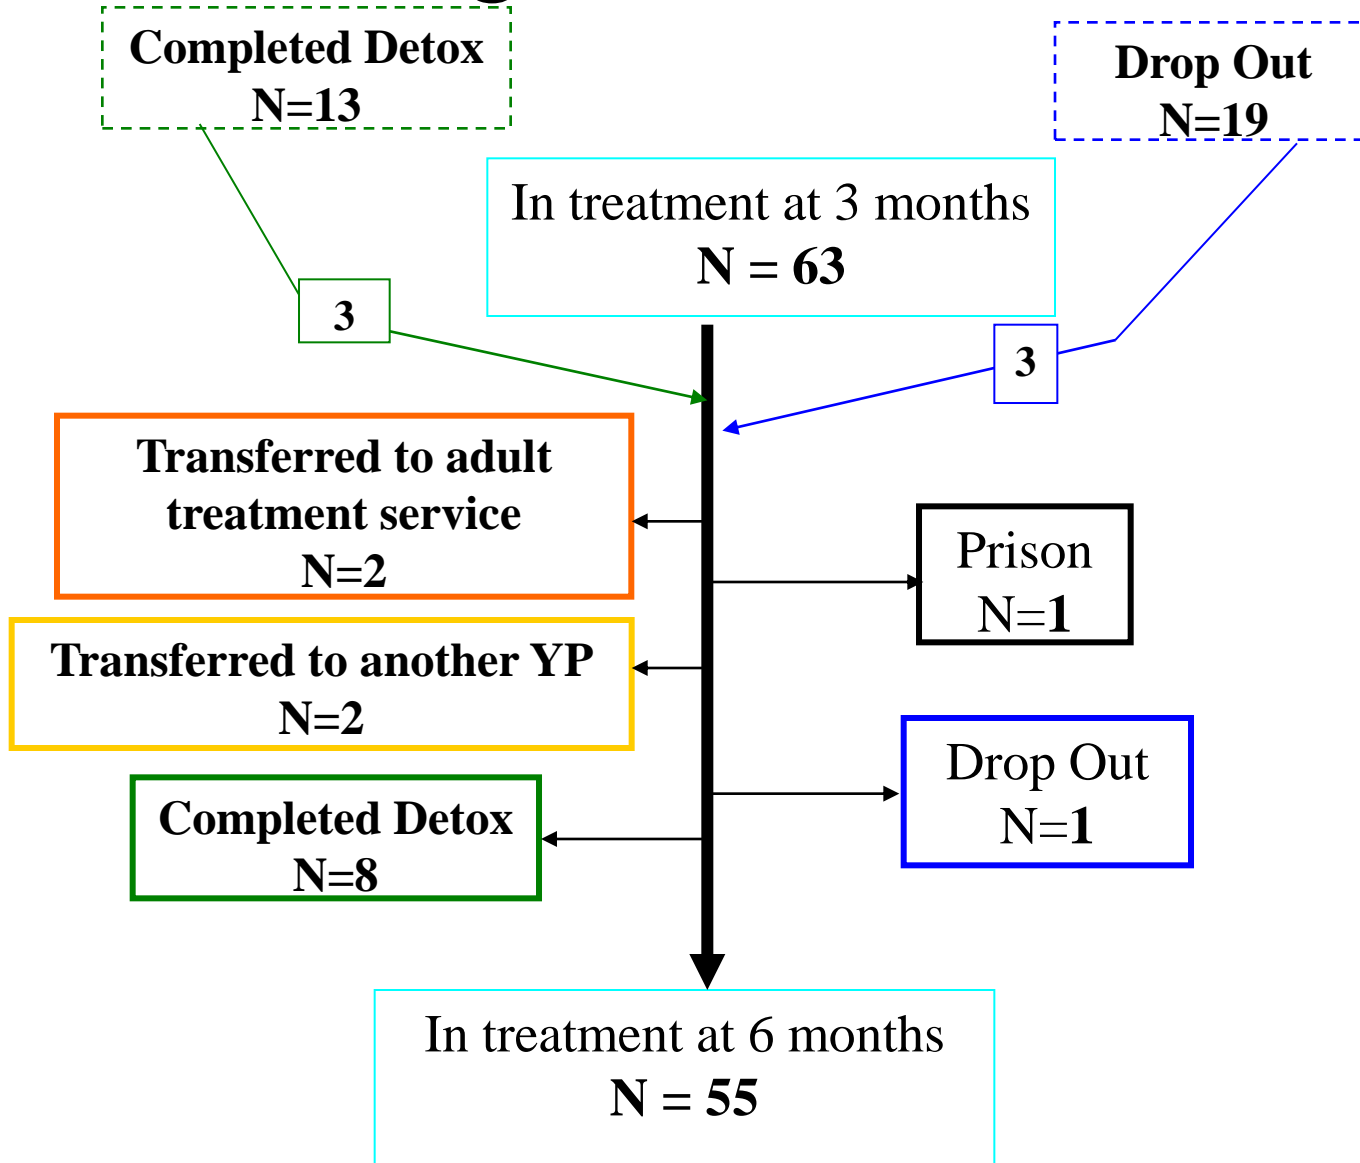 Completed Detox
N=13
Drop Out
N=19
In treatment at 3 months
N = 63
3
3
Transferred to adult
treatment service
N=2
Prison
N=1
Transferred to another YP
N=2
Drop Out
N=1
Completed Detox
N=8
In treatment at 6 months
N = 55